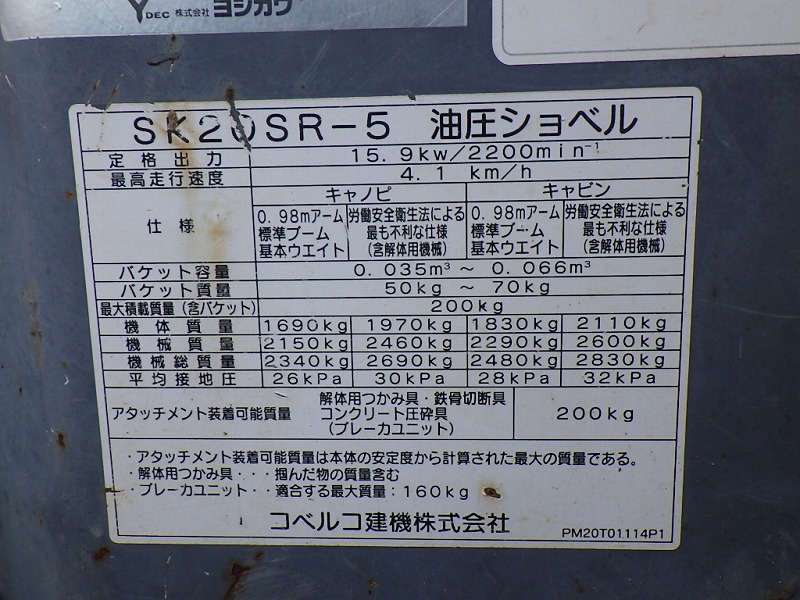 YDEC 株式会社 ヨシカワ
SK20SR-5 油圧ショベル
定格出力 15.9kw/2200min⁻¹
最高走行速度 4.1 km/h
仕様 キャノピ キャビン
0.98mアーム 標準ブーム 基本ウエイト
労働安全衛生法による 最も不利な仕様 (含解体用機械)
0.98mアーム 標準ブーム 基本ウエイト
労働安全衛生法による 最も不利な仕様 (含解体用機械)
バケット容量 0.035m³ ~ 0.066m³
バケット質量 50kg ~ 70kg
最大積載質量(含バケット) 200kg
機体質量 1690kg 1970kg 1830kg 2110kg
機械質量 2150kg 2460kg 2290kg 2600kg
機械総質量 2340kg 2690kg 2480kg 2830kg
平均接地圧 26kPa 30kPa 28kPa 32kPa
アタッチメント装着可能質量
解体用つかみ具・鉄骨切断具
コンクリート圧砕具
(ブレーカユニット)
200kg
・アタッチメント装着可能質量は本体の安定度から計算された最大の質量である。
・解体用つかみ具・・・掴んだ物の質量含む
・ブレーカユニット・・適合する最大質量:160kg
コベルコ建機株式会社
PM20T01114P1